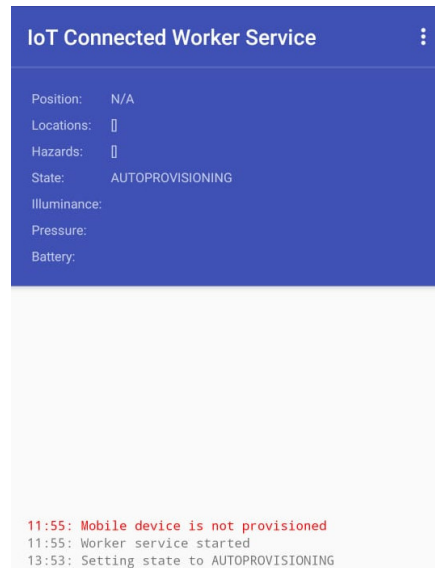 IoT Connected Worker Service
Position: N/A
Locations: []
Hazards: []
State: AUTOPROVISIONING
Illuminance:
Pressure:
Battery:
11:55: Mobile device is not provisioned
11:55: Worker service started
13:53: Setting state to AUTOPROVISIONING